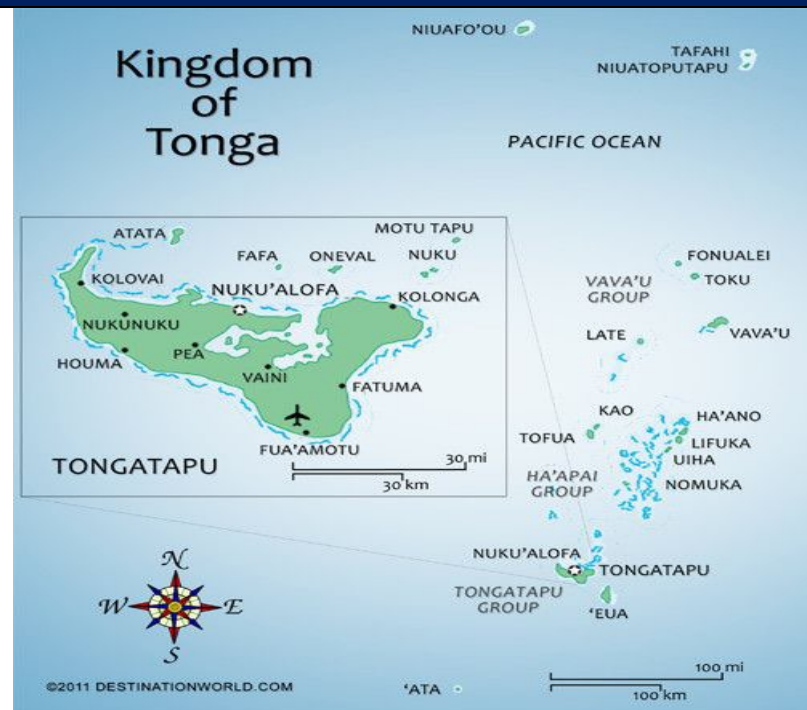 NIUAFO'OU
TAFAHI
NIUATOPUTAPU
Kingdom
of
Tonga
PACIFIC OCEAN
ATATA
MOTU TAPU
FAFA
ONEVAL
NUKU
KOLOVAI
NUKU'ALOFA
KOLONGA
NUKUNUKU
HOUMA
PEA
VAINI
FATUMA
FUA'AMOTU
TONGATAPU
30 mi
30 km
FONUALEI
VAVA'U
GROUP
TOKU
LATE
VAVA'U
KAO
HA'ANO
TOFUA
LIFUKA
UIHA
HA'APAI
GROUP
NOMUKA
NUKU'ALOFA
TONGATAPU
TONGATAPU
GROUP
'EUA
N
W
E
S
100 mi
100 km
©2011 DESTINATIONWORLD.COM
'ATA